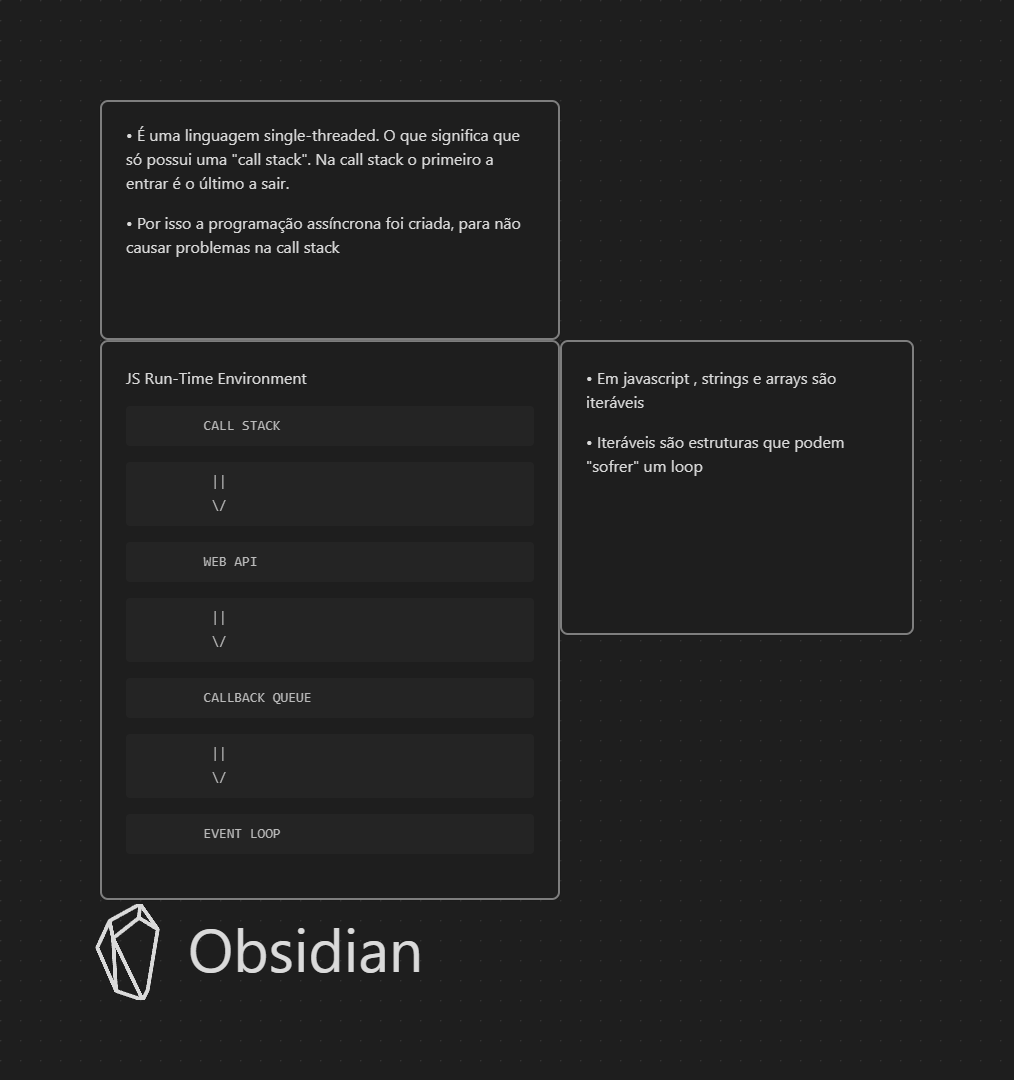 • É uma linguagem single-threaded. O que significa que
só possui uma "call stack". Na call stack o primeiro a
entrar é o último a sair.
• Por isso a programação assíncrona foi criada, para não
causar problemas na call stack
JS Run-Time Environment
CALL STACK
||
\/
WEB API
||
\/
CALLBACK QUEUE
||
\/
EVENT LOOP
• Em javascript , strings e arrays são
iteráveis
• Iteráveis são estruturas que podem
"sofrer" um loop
Obsidian